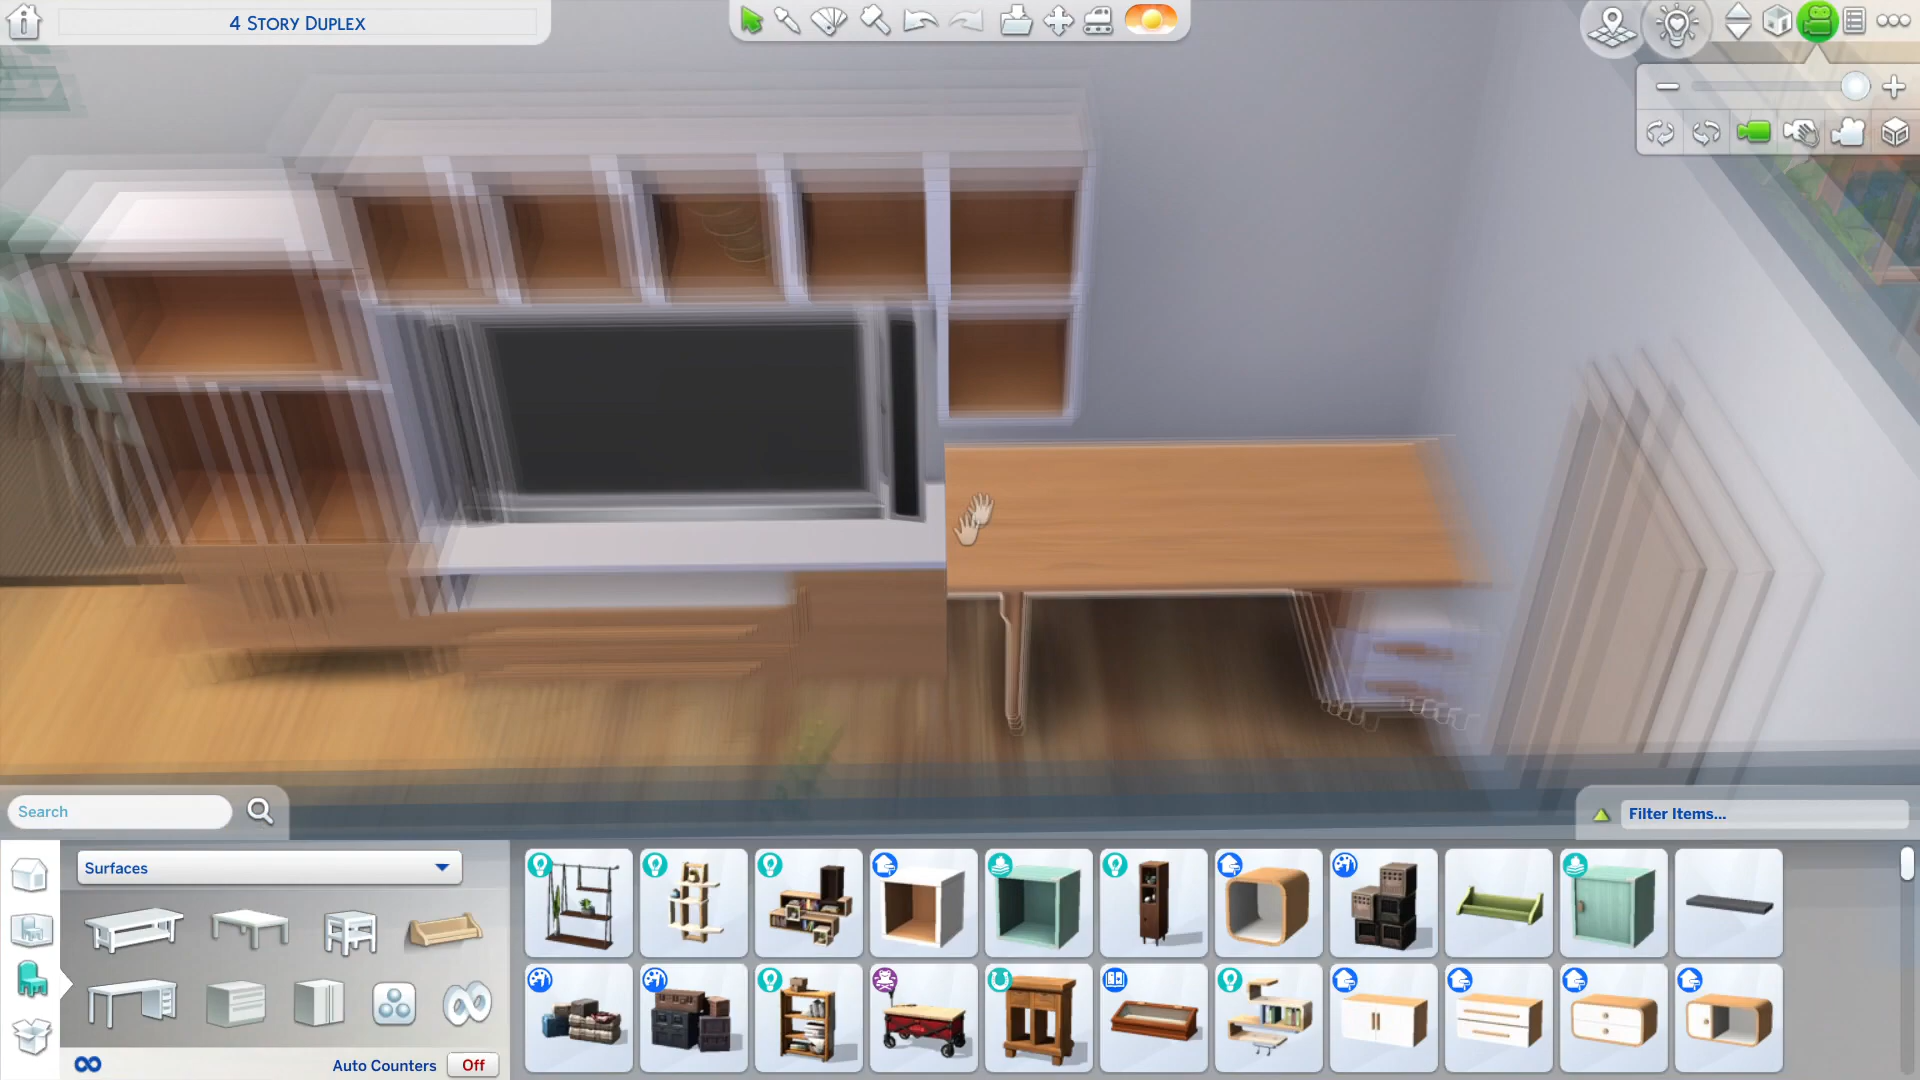 4 Story Duplex
Search
Filter Items...
Surfaces
Auto Counters
Off